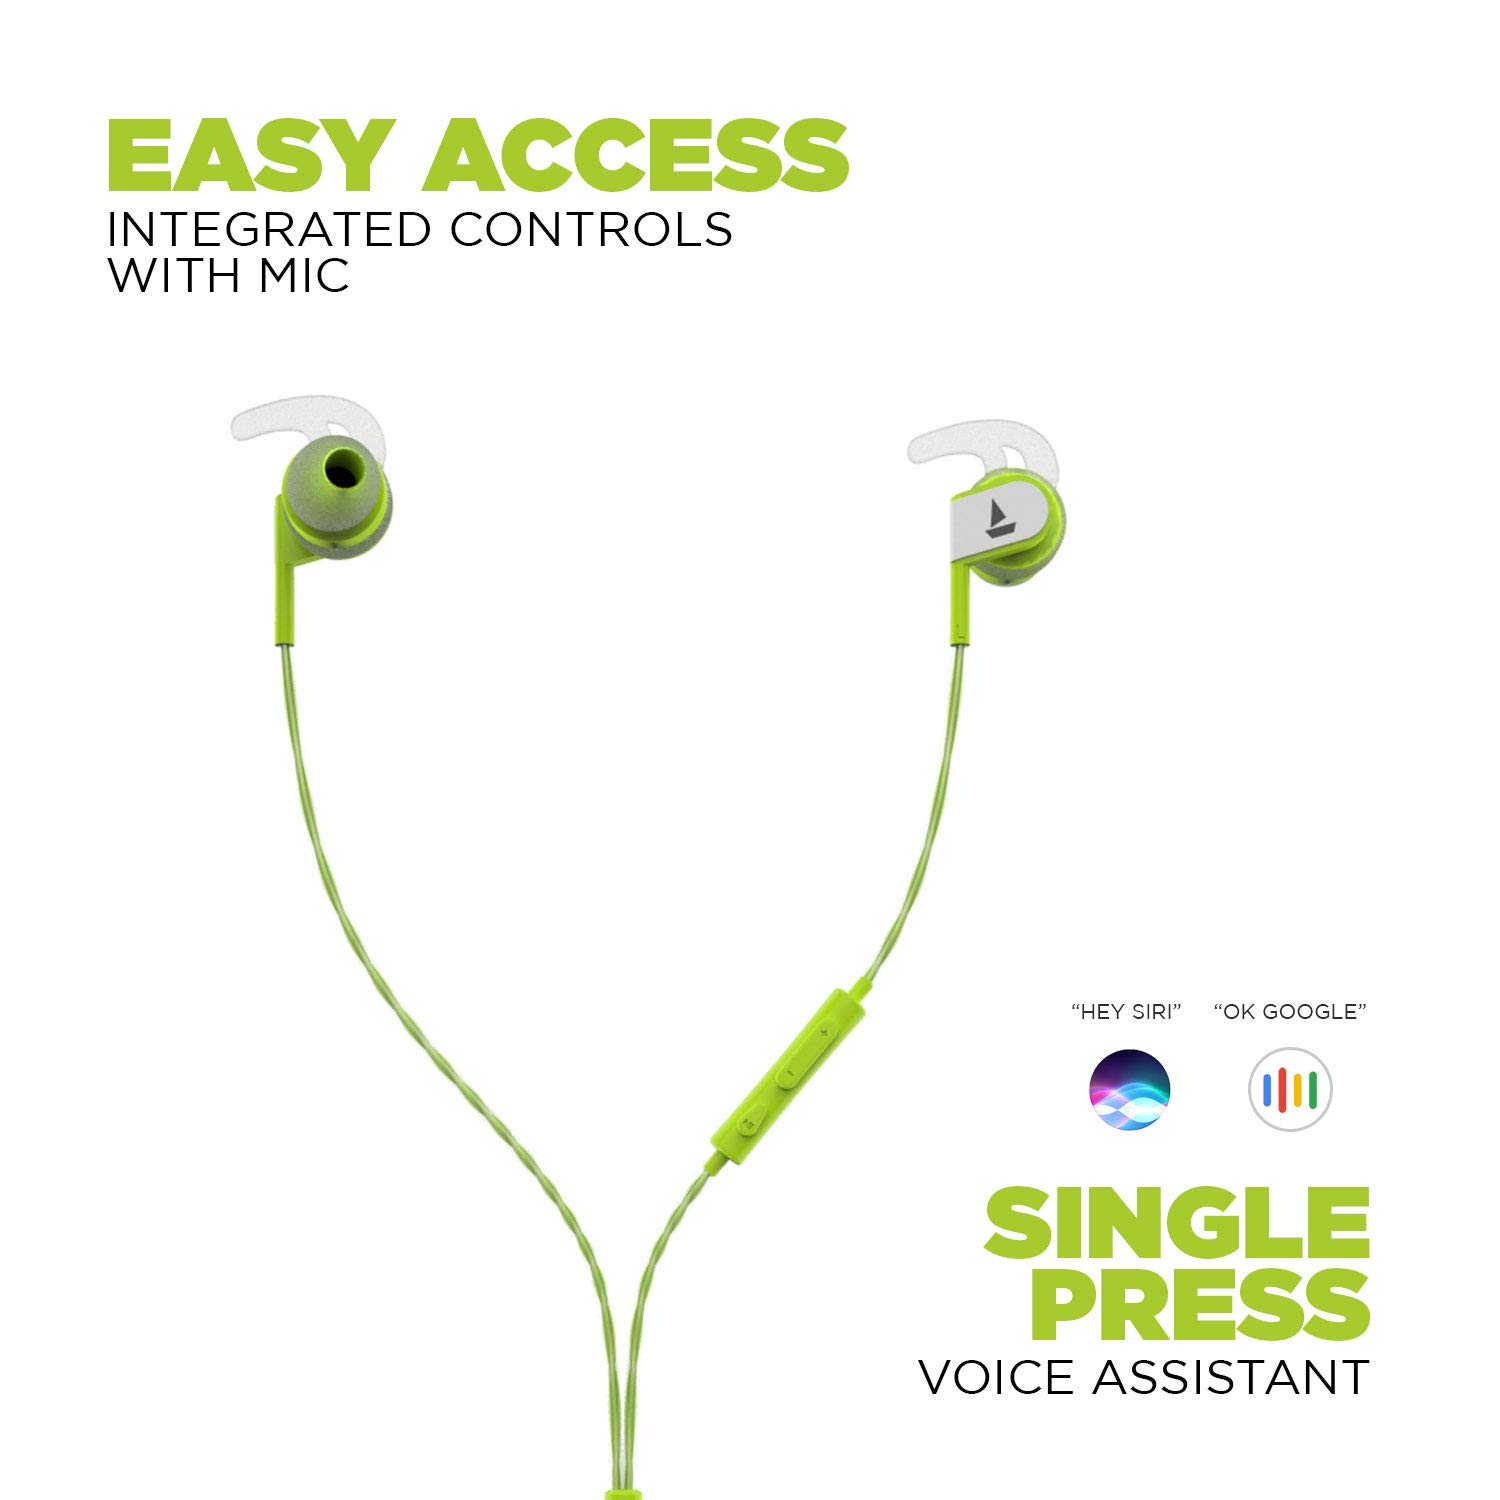 EASY ACCESS
INTEGRATED CONTROLS
WITH MIC
“HEY SIRI” “OK GOOGLE”
SINGLE
PRESS
VOICE ASSISTANT